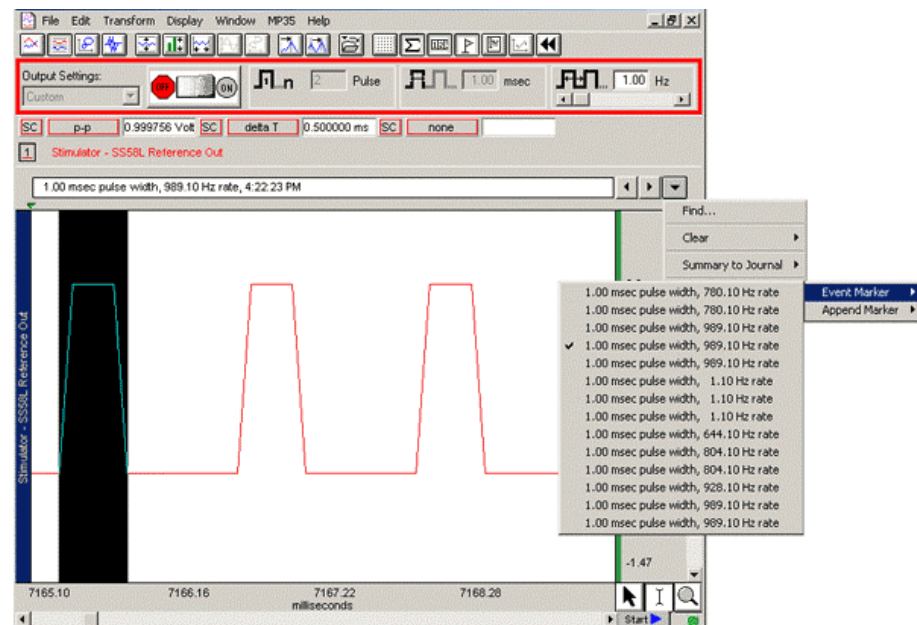 File Edit Transform Display Window MP35 Help
Output Settings:
Custom
OFF ON
n 2 Pulse
1.00 msec
1.00 Hz
SC p-p 0.999756 Volt SC delta T 0.500000 ms SC none
1 Stimulator - SS58L Reference Out
1.00 msec pulse width, 989.10 Hz rate, 4:22:23 PM
Find...
Clear
Summary to Journal
Event Marker
Append Marker
1.00 msec pulse width, 780.10 Hz rate
1.00 msec pulse width, 780.10 Hz rate
1.00 msec pulse width, 989.10 Hz rate
1.00 msec pulse width, 989.10 Hz rate
1.00 msec pulse width, 989.10 Hz rate
1.00 msec pulse width, 1.10 Hz rate
1.00 msec pulse width, 1.10 Hz rate
1.00 msec pulse width, 1.10 Hz rate
1.00 msec pulse width, 644.10 Hz rate
1.00 msec pulse width, 804.10 Hz rate
1.00 msec pulse width, 804.10 Hz rate
1.00 msec pulse width, 928.10 Hz rate
1.00 msec pulse width, 989.10 Hz rate
1.00 msec pulse width, 989.10 Hz rate
Stimulator - SS58L Reference Out
-1.47
7165.10 7166.16 7167.22 7168.28
milliseconds
Start